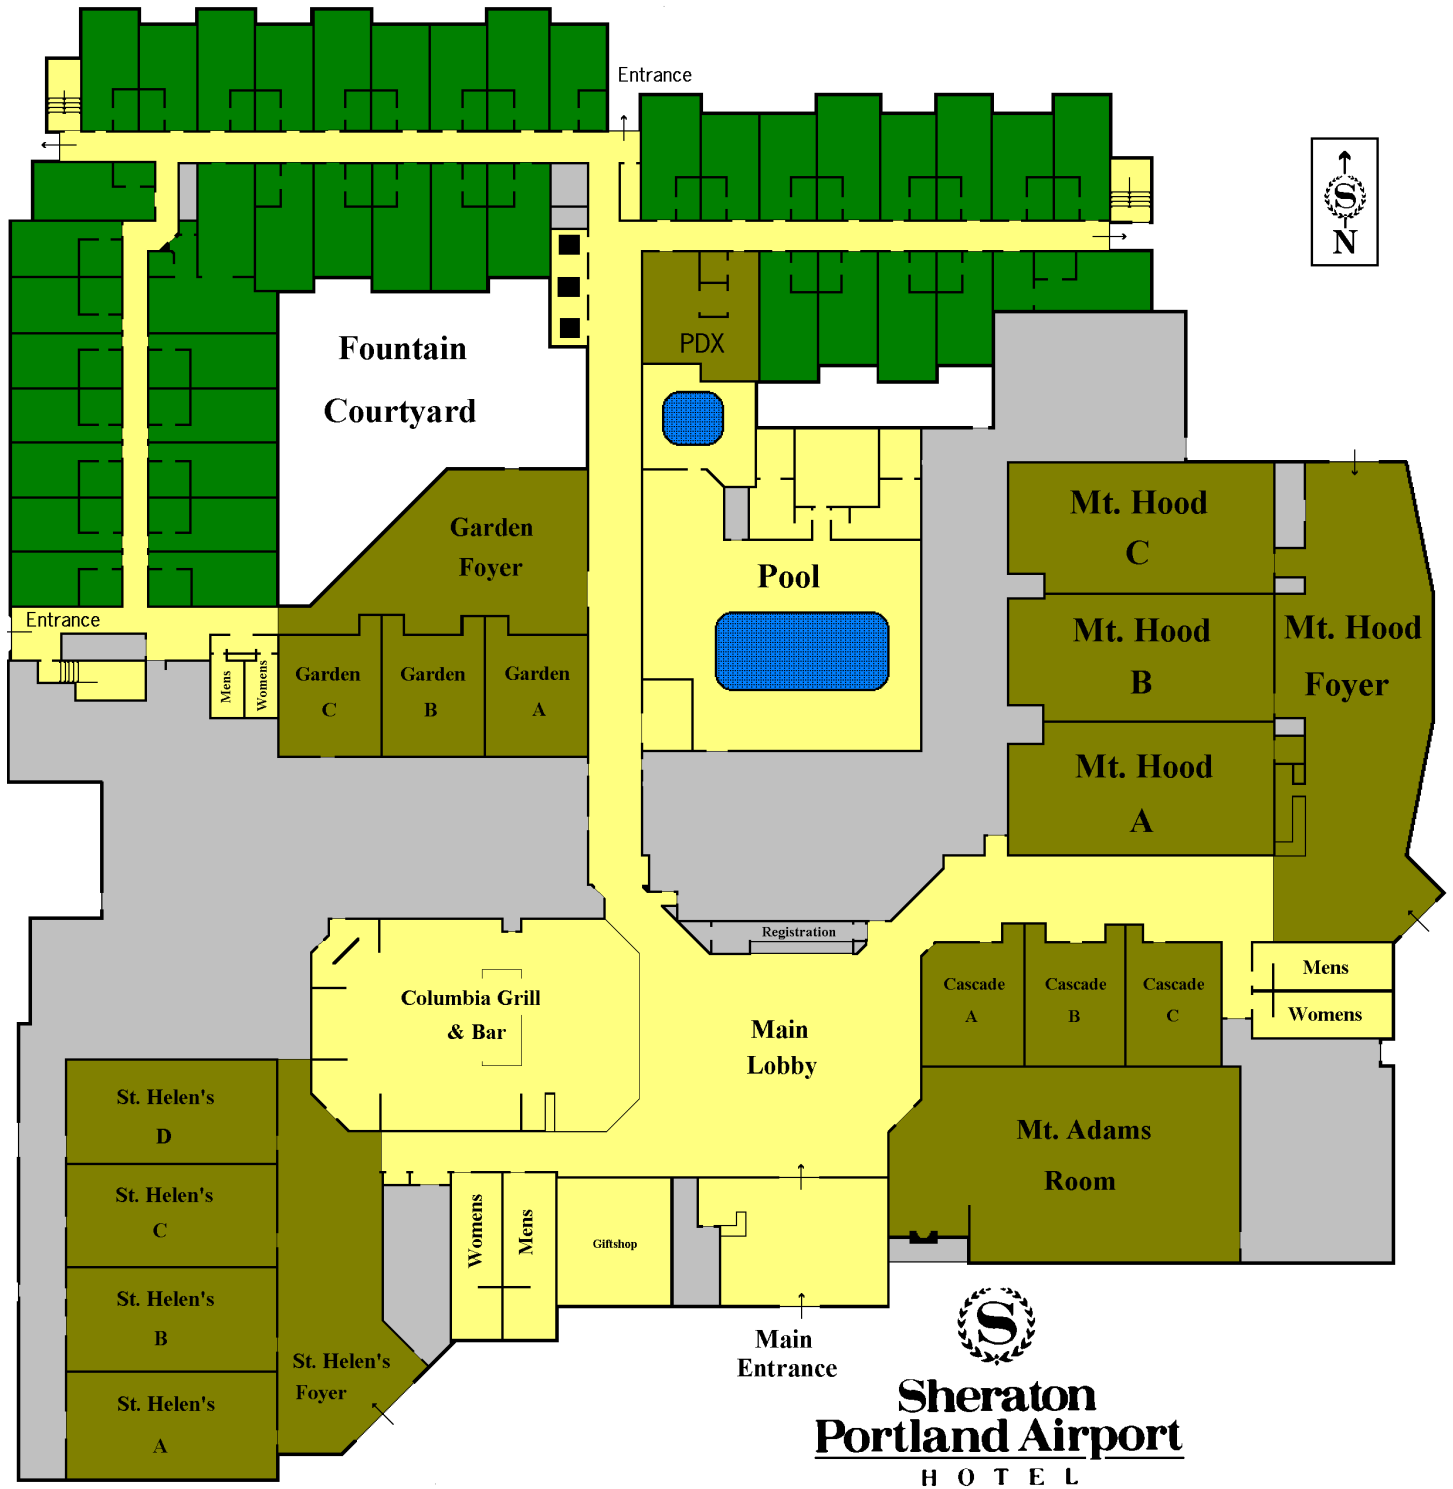 Entrance
S
N
PDX
Fountain
Courtyard
Garden
Foyer
Mt. Hood
C
Pool
Entrance
Mt. Hood
B
Mt. Hood
Foyer
Mens
Womens
Garden
C
Garden
B
Garden
A
Mt. Hood
A
Registration
Columbia Grill
& Bar
Main
Lobby
Cascade
A
Cascade
B
Cascade
C
Mens
Womens
St. Helen's
D
St. Helen's
C
St. Helen's
B
St. Helen's
A
St. Helen's
Foyer
Womens
Mens
Giftshop
Mt. Adams
Room
Main
Entrance
S
Sheraton
Portland Airport
HOTEL